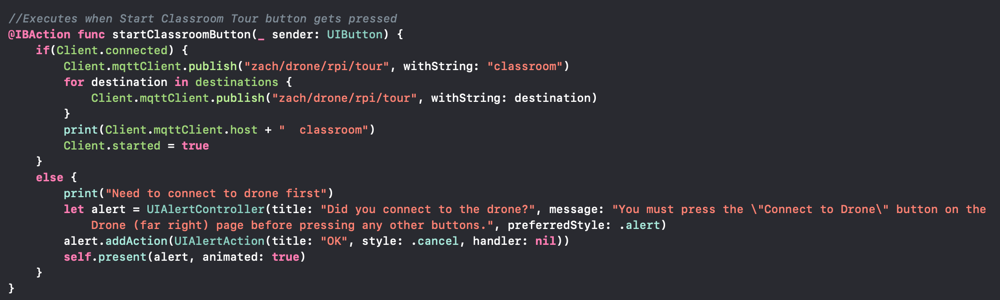 //Executes when Start Classroom Tour button gets pressed
@IBAction func startClassroomButton(_ sender: UIButton) {
    if(Client.connected) {
        Client.mqttClient.publish("zach/drone/rpi/tour", withString: "classroom")
        for destination in destinations {
            Client.mqttClient.publish("zach/drone/rpi/tour", withString: destination)
        }
        print(Client.mqttClient.host + "  classroom")
        Client.started = true
    }
    else {
        print("Need to connect to drone first")
        let alert = UIAlertController(title: "Did you connect to the drone?", message: "You must press the \"Connect to Drone\" button on the
            Drone (far right) page before pressing any other buttons.", preferredStyle: .alert)
        alert.addAction(UIAlertAction(title: "OK", style: .cancel, handler: nil))
        self.present(alert, animated: true)
    }
}